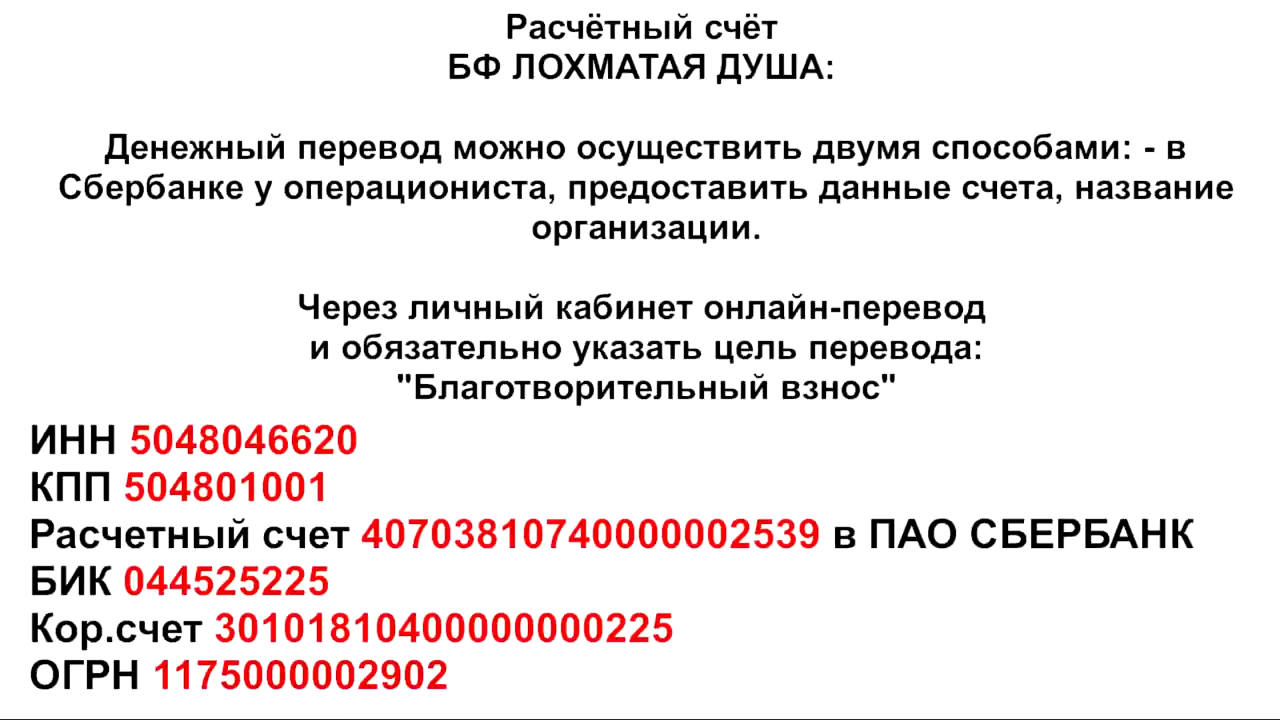 Расчётный счёт
БФ ЛОХМАТАЯ ДУША:
Денежный перевод можно осуществить двумя способами: - в
Сбербанке у операциониста, предоставить данные счета, название
организации.
Через личный кабинет онлайн-перевод
и обязательно указать цель перевода:
"Благотворительный взнос"
ИНН 5048046620
КПП 504801001
Расчетный счет 40703810740000002539 в ПАО СБЕРБАНК
БИК 044525225
Кор.счет 30101810400000000225
ОГРН 1175000002902